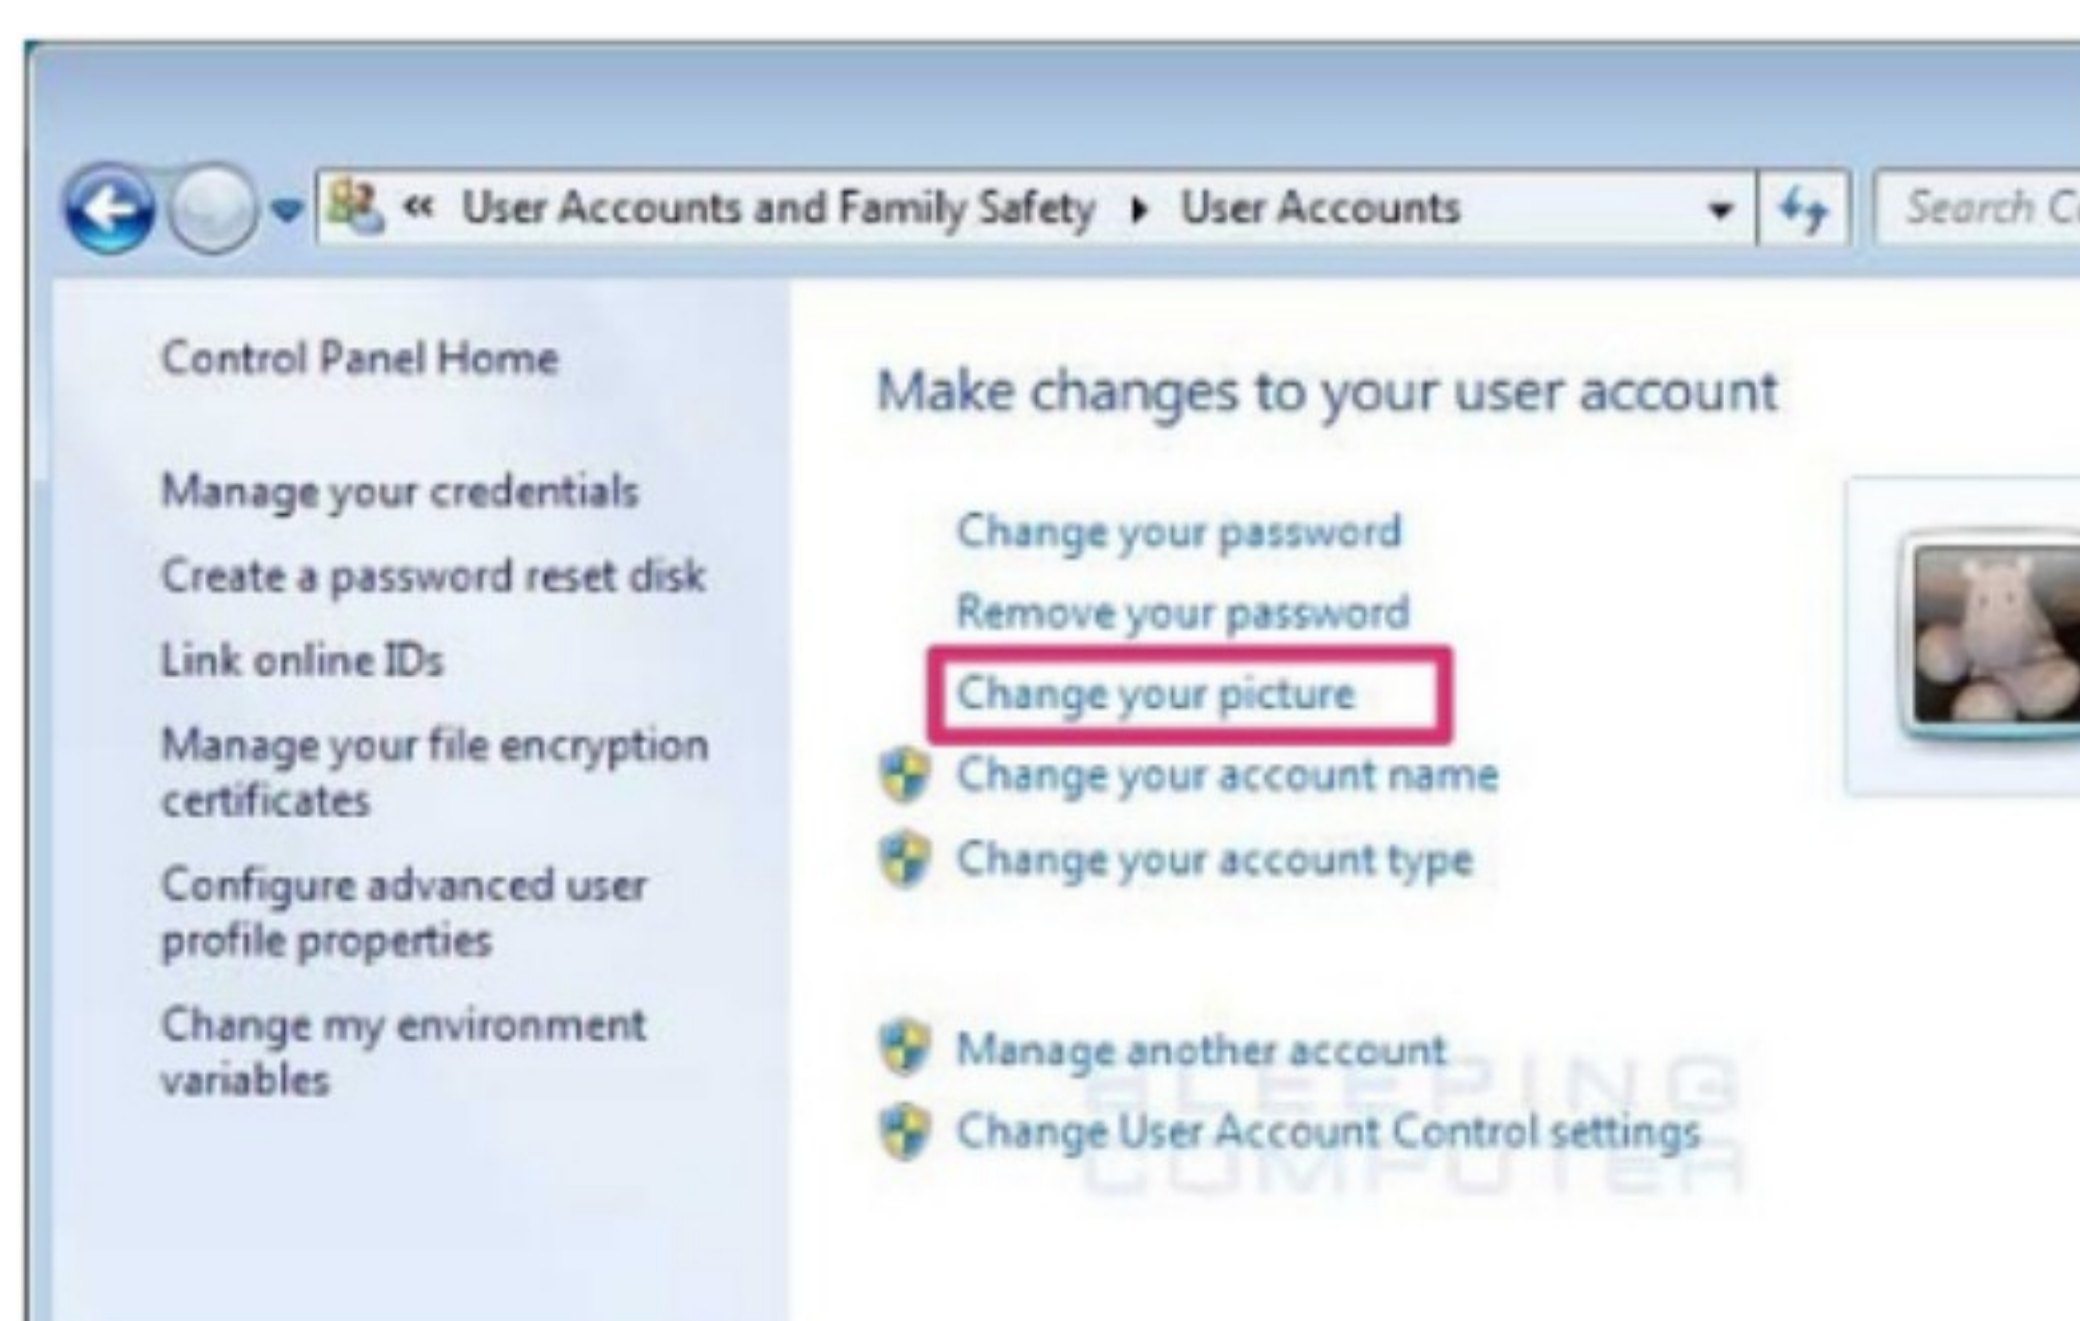 « User Accounts and Family Safety ▸ User Accounts
Search C
Control Panel Home
Manage your credentials
Create a password reset disk
Link online IDs
Manage your file encryption
certificates
Configure advanced user
profile properties
Change my environment
variables
Make changes to your user account
Change your password
Remove your password
Change your picture
Change your account name
Change your account type
Manage another account
Change User Account Control settings
BLEEPING
COMPUTER